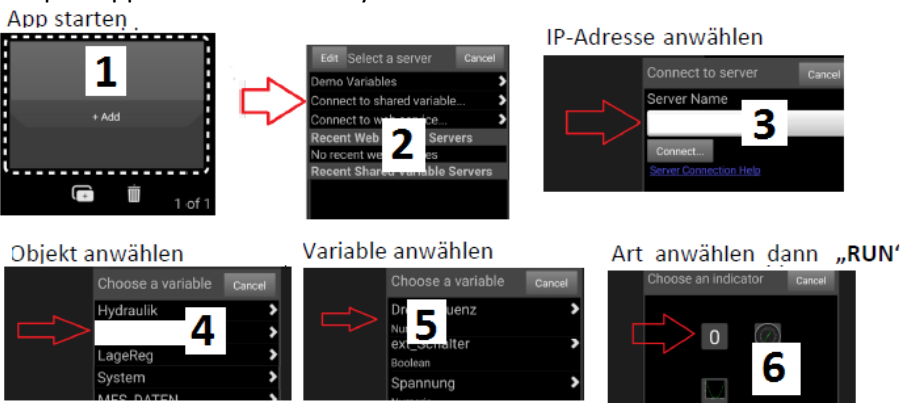 App starten
1
+ Add
1 of 1
Edit Select a server Cancel
Demo Variables
Connect to shared variable...
Connect to service...
2
Recent Web Servers
No recent we
Recent Shared Variable Servers
IP-Adresse anwählen
Connect to server Cancel
Server Name
3
Connect...
Server Connection Help
Objekt anwählen
Choose a variable Cancel
Hydraulik
4
LageReg
System
MES_DATEN
Variable anwählen
Choose a variable Cancel
5
ext_Schalter
Boolean
Spannung
Numeric
Art anwählen dann „RUN‘
Choose an indicator Cancel
0
6